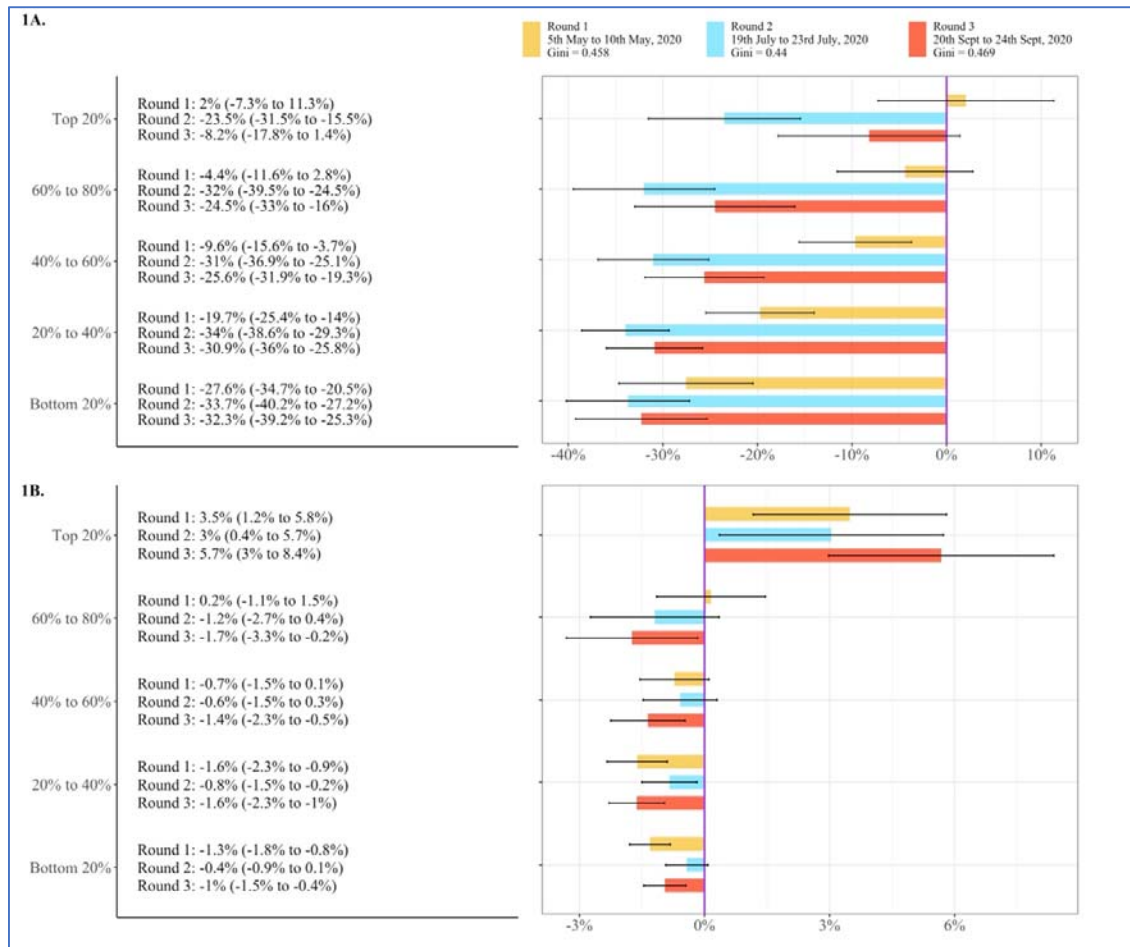 1A.
Round 1
5th May to 10th May, 2020
Gini = 0.458
Round 2
19th July to 23rd July, 2020
Gini = 0.44
Round 3
20th Sept to 24th Sept, 2020
Gini = 0.469
Top 20%
Round 1: 2% (-7.3% to 11.3%)
Round 2: -23.5% (-31.5% to -15.5%)
Round 3: -8.2% (-17.8% to 1.4%)
60% to 80%
Round 1: -4.4% (-11.6% to 2.8%)
Round 2: -32% (-39.5% to -24.5%)
Round 3: -24.5% (-33% to -16%)
40% to 60%
Round 1: -9.6% (-15.6% to -3.7%)
Round 2: -31% (-36.9% to -25.1%)
Round 3: -25.6% (-31.9% to -19.3%)
20% to 40%
Round 1: -19.7% (-25.4% to -14%)
Round 2: -34% (-38.6% to -29.3%)
Round 3: -30.9% (-36% to -25.8%)
Bottom 20%
Round 1: -27.6% (-34.7% to -20.5%)
Round 2: -33.7% (-40.2% to -27.2%)
Round 3: -32.3% (-39.2% to -25.3%)
-40% -30% -20% -10% 0% 10%
1B.
Top 20%
Round 1: 3.5% (1.2% to 5.8%)
Round 2: 3% (0.4% to 5.7%)
Round 3: 5.7% (3% to 8.4%)
60% to 80%
Round 1: 0.2% (-1.1% to 1.5%)
Round 2: -1.2% (-2.7% to 0.4%)
Round 3: -1.7% (-3.3% to -0.2%)
40% to 60%
Round 1: -0.7% (-1.5% to 0.1%)
Round 2: -0.6% (-1.5% to 0.3%)
Round 3: -1.4% (-2.3% to -0.5%)
20% to 40%
Round 1: -1.6% (-2.3% to -0.9%)
Round 2: -0.8% (-1.5% to -0.2%)
Round 3: -1.6% (-2.3% to -1%)
Bottom 20%
Round 1: -1.3% (-1.8% to -0.8%)
Round 2: -0.4% (-0.9% to 0.1%)
Round 3: -1% (-1.5% to -0.4%)
-3% 0% 3% 6%